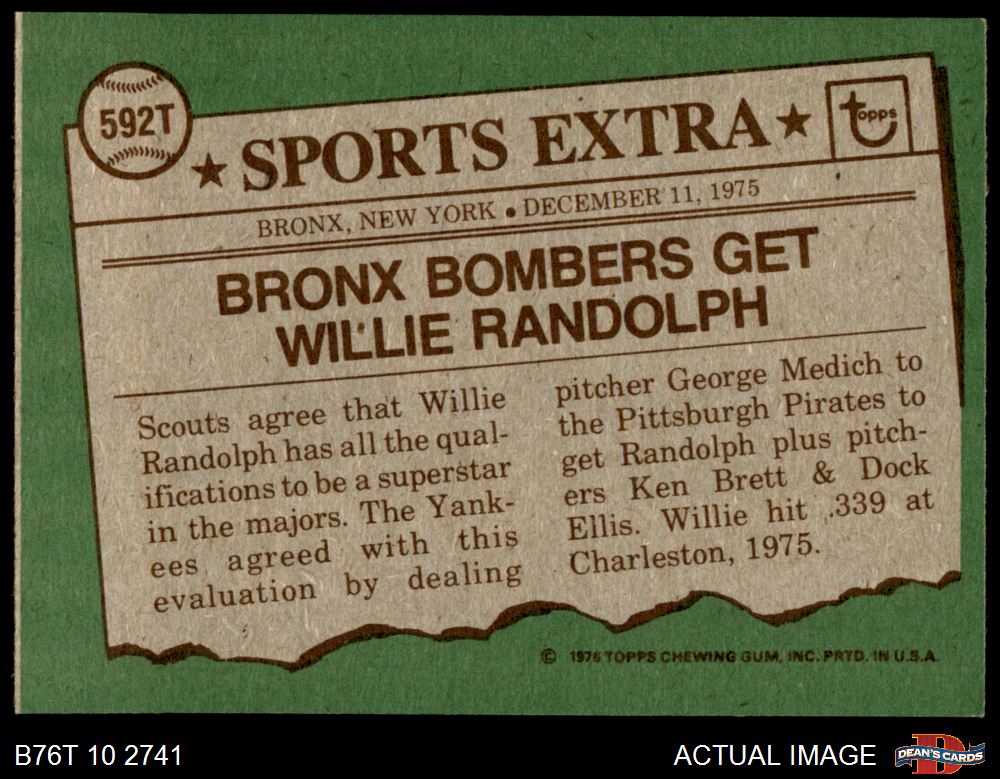 592T
★ SPORTS EXTRA ★
topps
BRONX, NEW YORK • DECEMBER 11, 1975
BRONX BOMBERS GET
WILLIE RANDOLPH
Scouts agree that Willie
Randolph has all the qual-
ifications to be a superstar
in the majors. The Yank-
ees agreed with this
evaluation by dealing
pitcher George Medich to
the Pittsburgh Pirates to
get Randolph plus pitch-
ers Ken Brett & Dock
Ellis. Willie hit .339 at
Charleston, 1975.
© 1976 TOPPS CHEWING GUM, INC. PRTD. IN U.S.A.
B76T 10 2741
ACTUAL IMAGE
DEAN'S CARDS